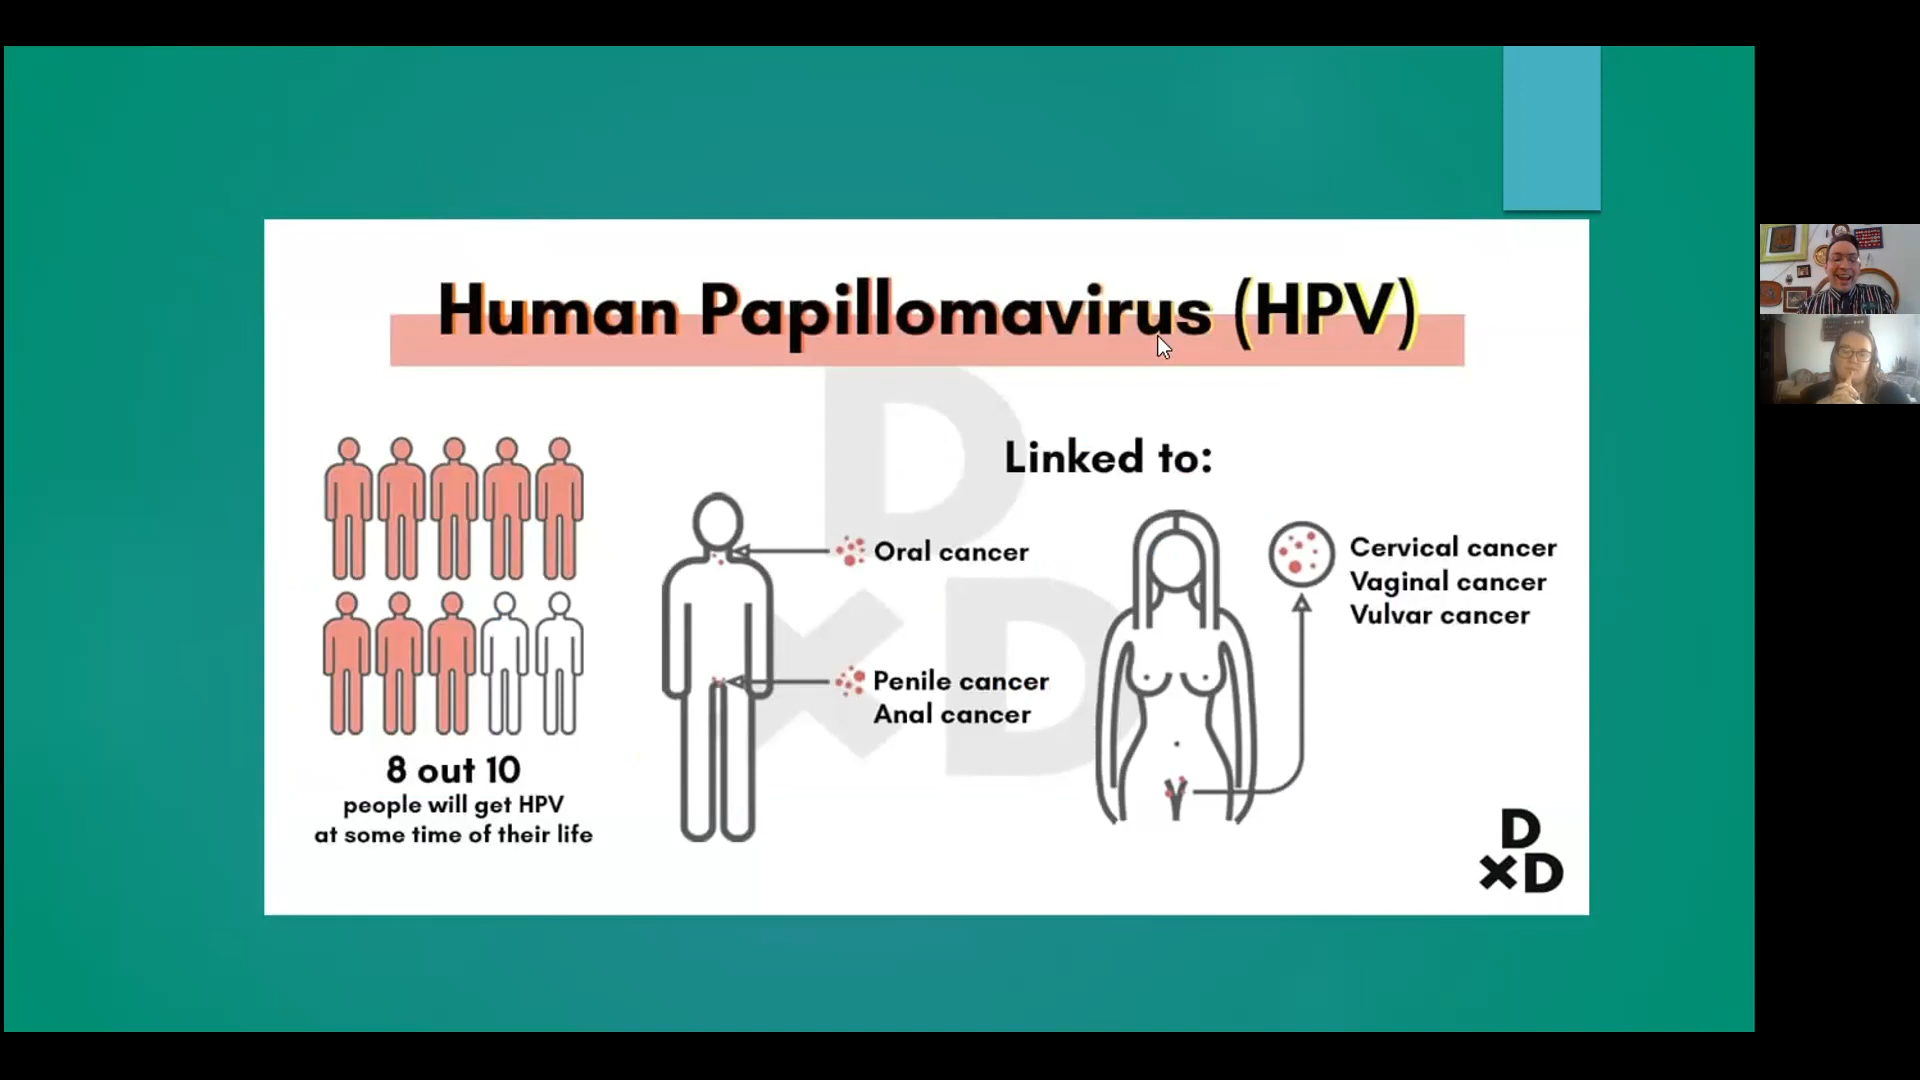 Human Papillomavirus (HPV)
8 out 10
people will get HPV
at some time of their life
Linked to:
Oral cancer
Penile cancer
Anal cancer
Cervical cancer
Vaginal cancer
Vulvar cancer
D
×D
D
×D